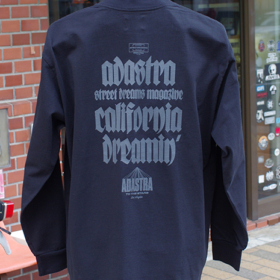 adastra
street dreams magazine
california
dreamin'
ADASTRA